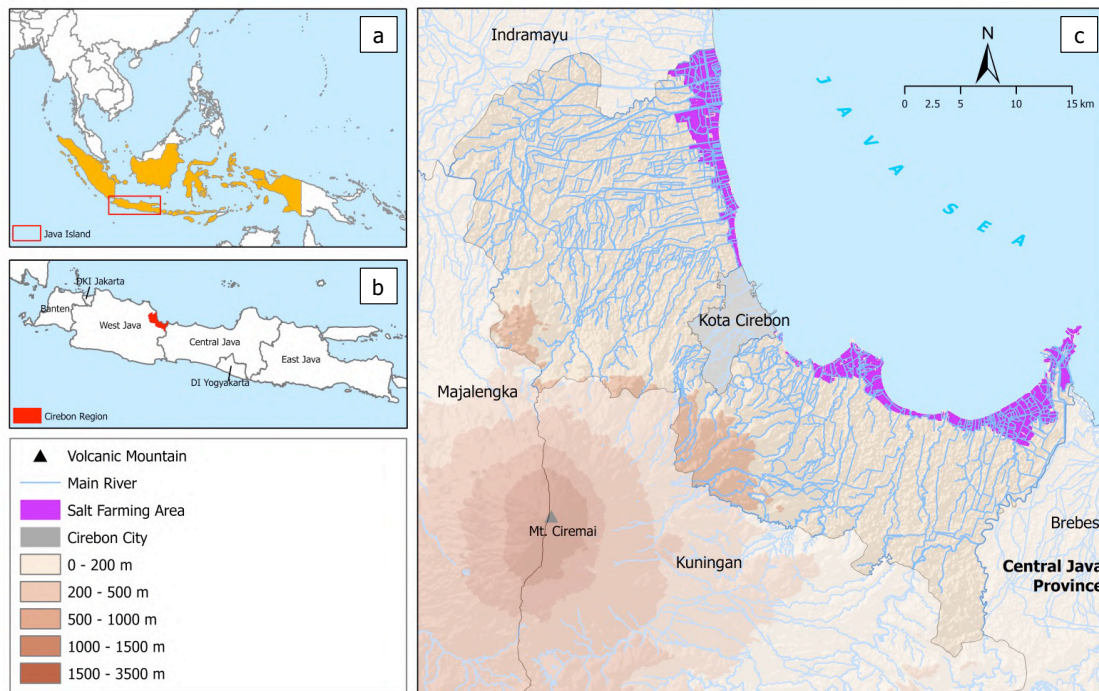 a
Java Island
b
DKI Jakarta
Banten
West Java
Central Java
East Java
DI Yogyakarta
Cirebon Region
Volcanic Mountain
Main River
Salt Farming Area
Cirebon City
0 - 200 m
200 - 500 m
500 - 1000 m
1000 - 1500 m
1500 - 3500 m
c
Indramayu
N
0 2.5 5 10 15 km
JAVA SEA
Kota Cirebon
Majalengka
Mt. Ciremai
Kuningan
Brebes
Central Java
Province